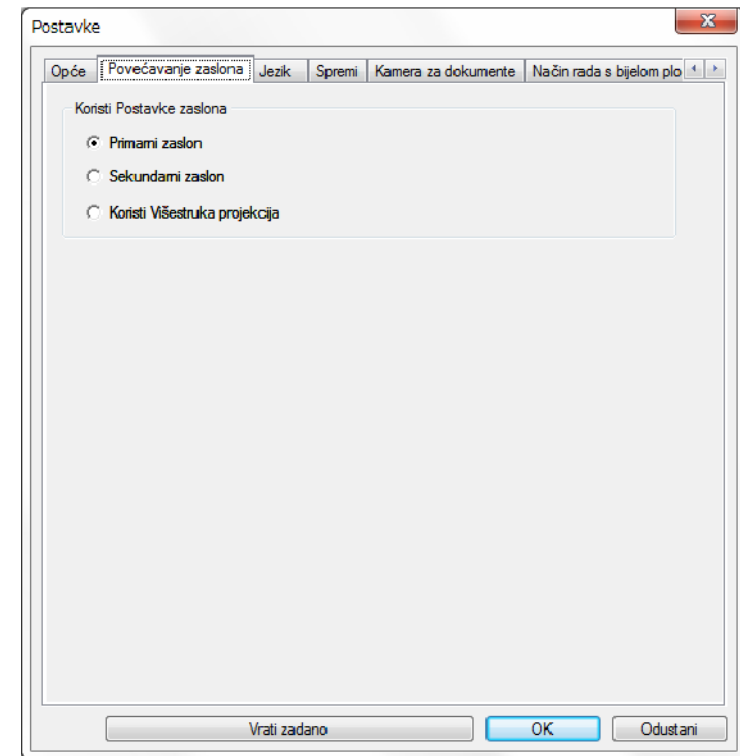 Postavke
Opće Povećavanje zaslona Jezik Spremi Kamera za dokumente Način rada s bijelom plo
Koristi Postavke zaslona
Primarni zaslon
Sekundarni zaslon
Koristi Višestruka projekcija
Vrati zadano OK Odustani